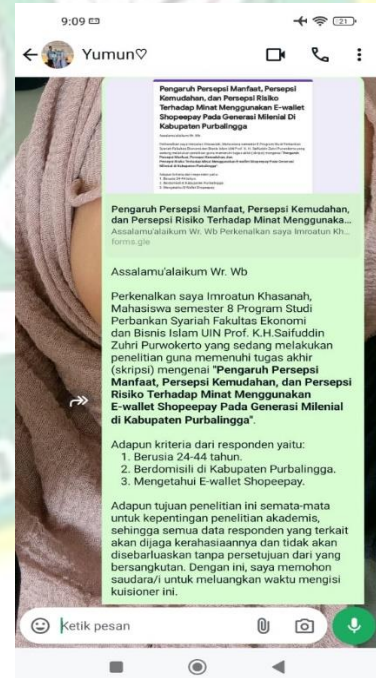 9:09
21
Yumun♡
Pengaruh Persepsi Manfaat, Persepsi
Kemudahan, dan Persepsi Risiko
Terhadap Minat Menggunakan E-wallet
Shopeepay Pada Generasi Milenial Di
Kabupaten Purbalingga
Pengaruh Persepsi Manfaat, Persepsi Kemudahan,
dan Persepsi Risiko Terhadap Minat Menggunaka...
Assalamu'alaikum Wr. Wb Perkenalkan saya Imroatun Kh...
forms.gle
Assalamu'alaikum Wr. Wb
Perkenalkan saya Imroatun Khasanah,
Mahasiswa semester 8 Program Studi
Perbankan Syariah Fakultas Ekonomi
dan Bisnis Islam UIN Prof. K.H.Saifuddin
Zuhri Purwokerto yang sedang melakukan
penelitian guna memenuhi tugas akhir
(skripsi) mengenai "Pengaruh Persepsi
Manfaat, Persepsi Kemudahan, dan Persepsi
Risiko Terhadap Minat Menggunakan
E-wallet Shopeepay Pada Generasi Milenial
di Kabupaten Purbalingga".
Adapun kriteria dari responden yaitu:
1. Berusia 24-44 tahun.
2. Berdomisili di Kabupaten Purbalingga.
3. Mengetahui E-wallet Shopeepay.
Adapun tujuan penelitian ini semata-mata
untuk kepentingan penelitian akademis,
sehingga semua data responden yang terkait
akan dijaga kerahasiaannya dan tidak akan
disebarluaskan tanpa persetujuan dari yang
bersangkutan. Dengan ini, saya memohon
saudara/i untuk meluangkan waktu mengisi
kuisioner ini.
Ketik pesan